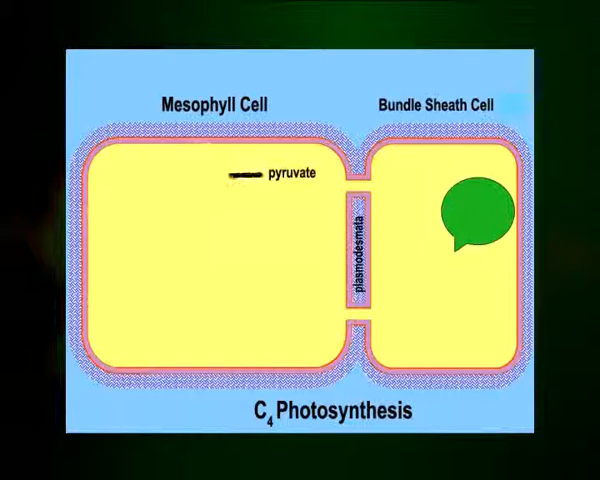 Mesophyll Cell
Bundle Sheath Cell
pyruvate
plasmodesmata
C4 Photosynthesis